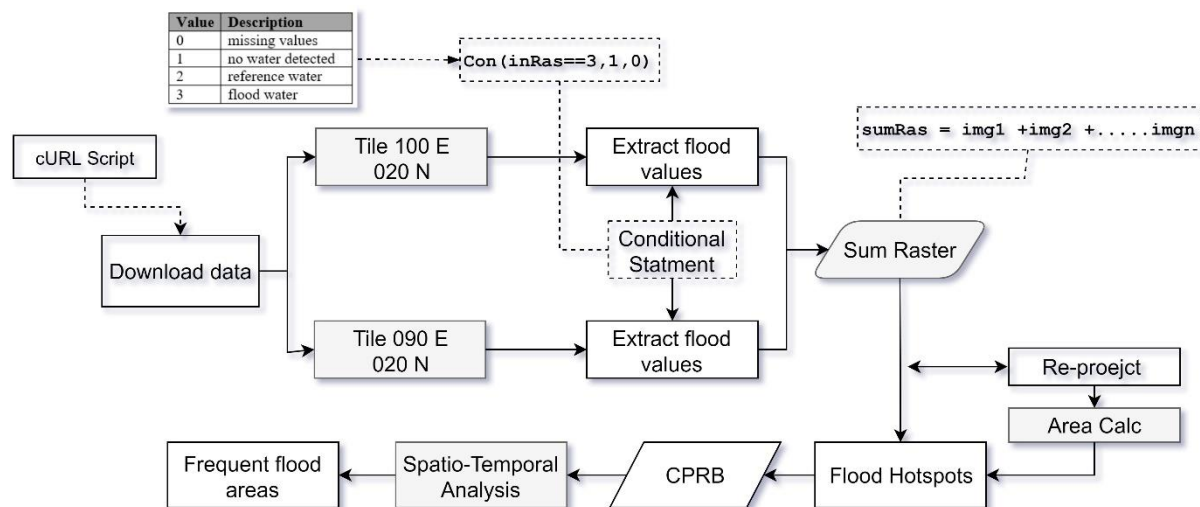 Value Description
0 missing values
1 no water detected
2 reference water
3 flood water
Con(inRas==3,1,0)
sumRas = img1 +img2 +.....imgn
cURL Script
Download data
Tile 100 E
020 N
Extract flood
values
Conditional
Statment
Tile 090 E
020 N
Extract flood
values
Sum Raster
Re-proejct
Area Calc
Flood Hotspots
CPRB
Spatio-Temporal
Analysis
Frequent flood
areas